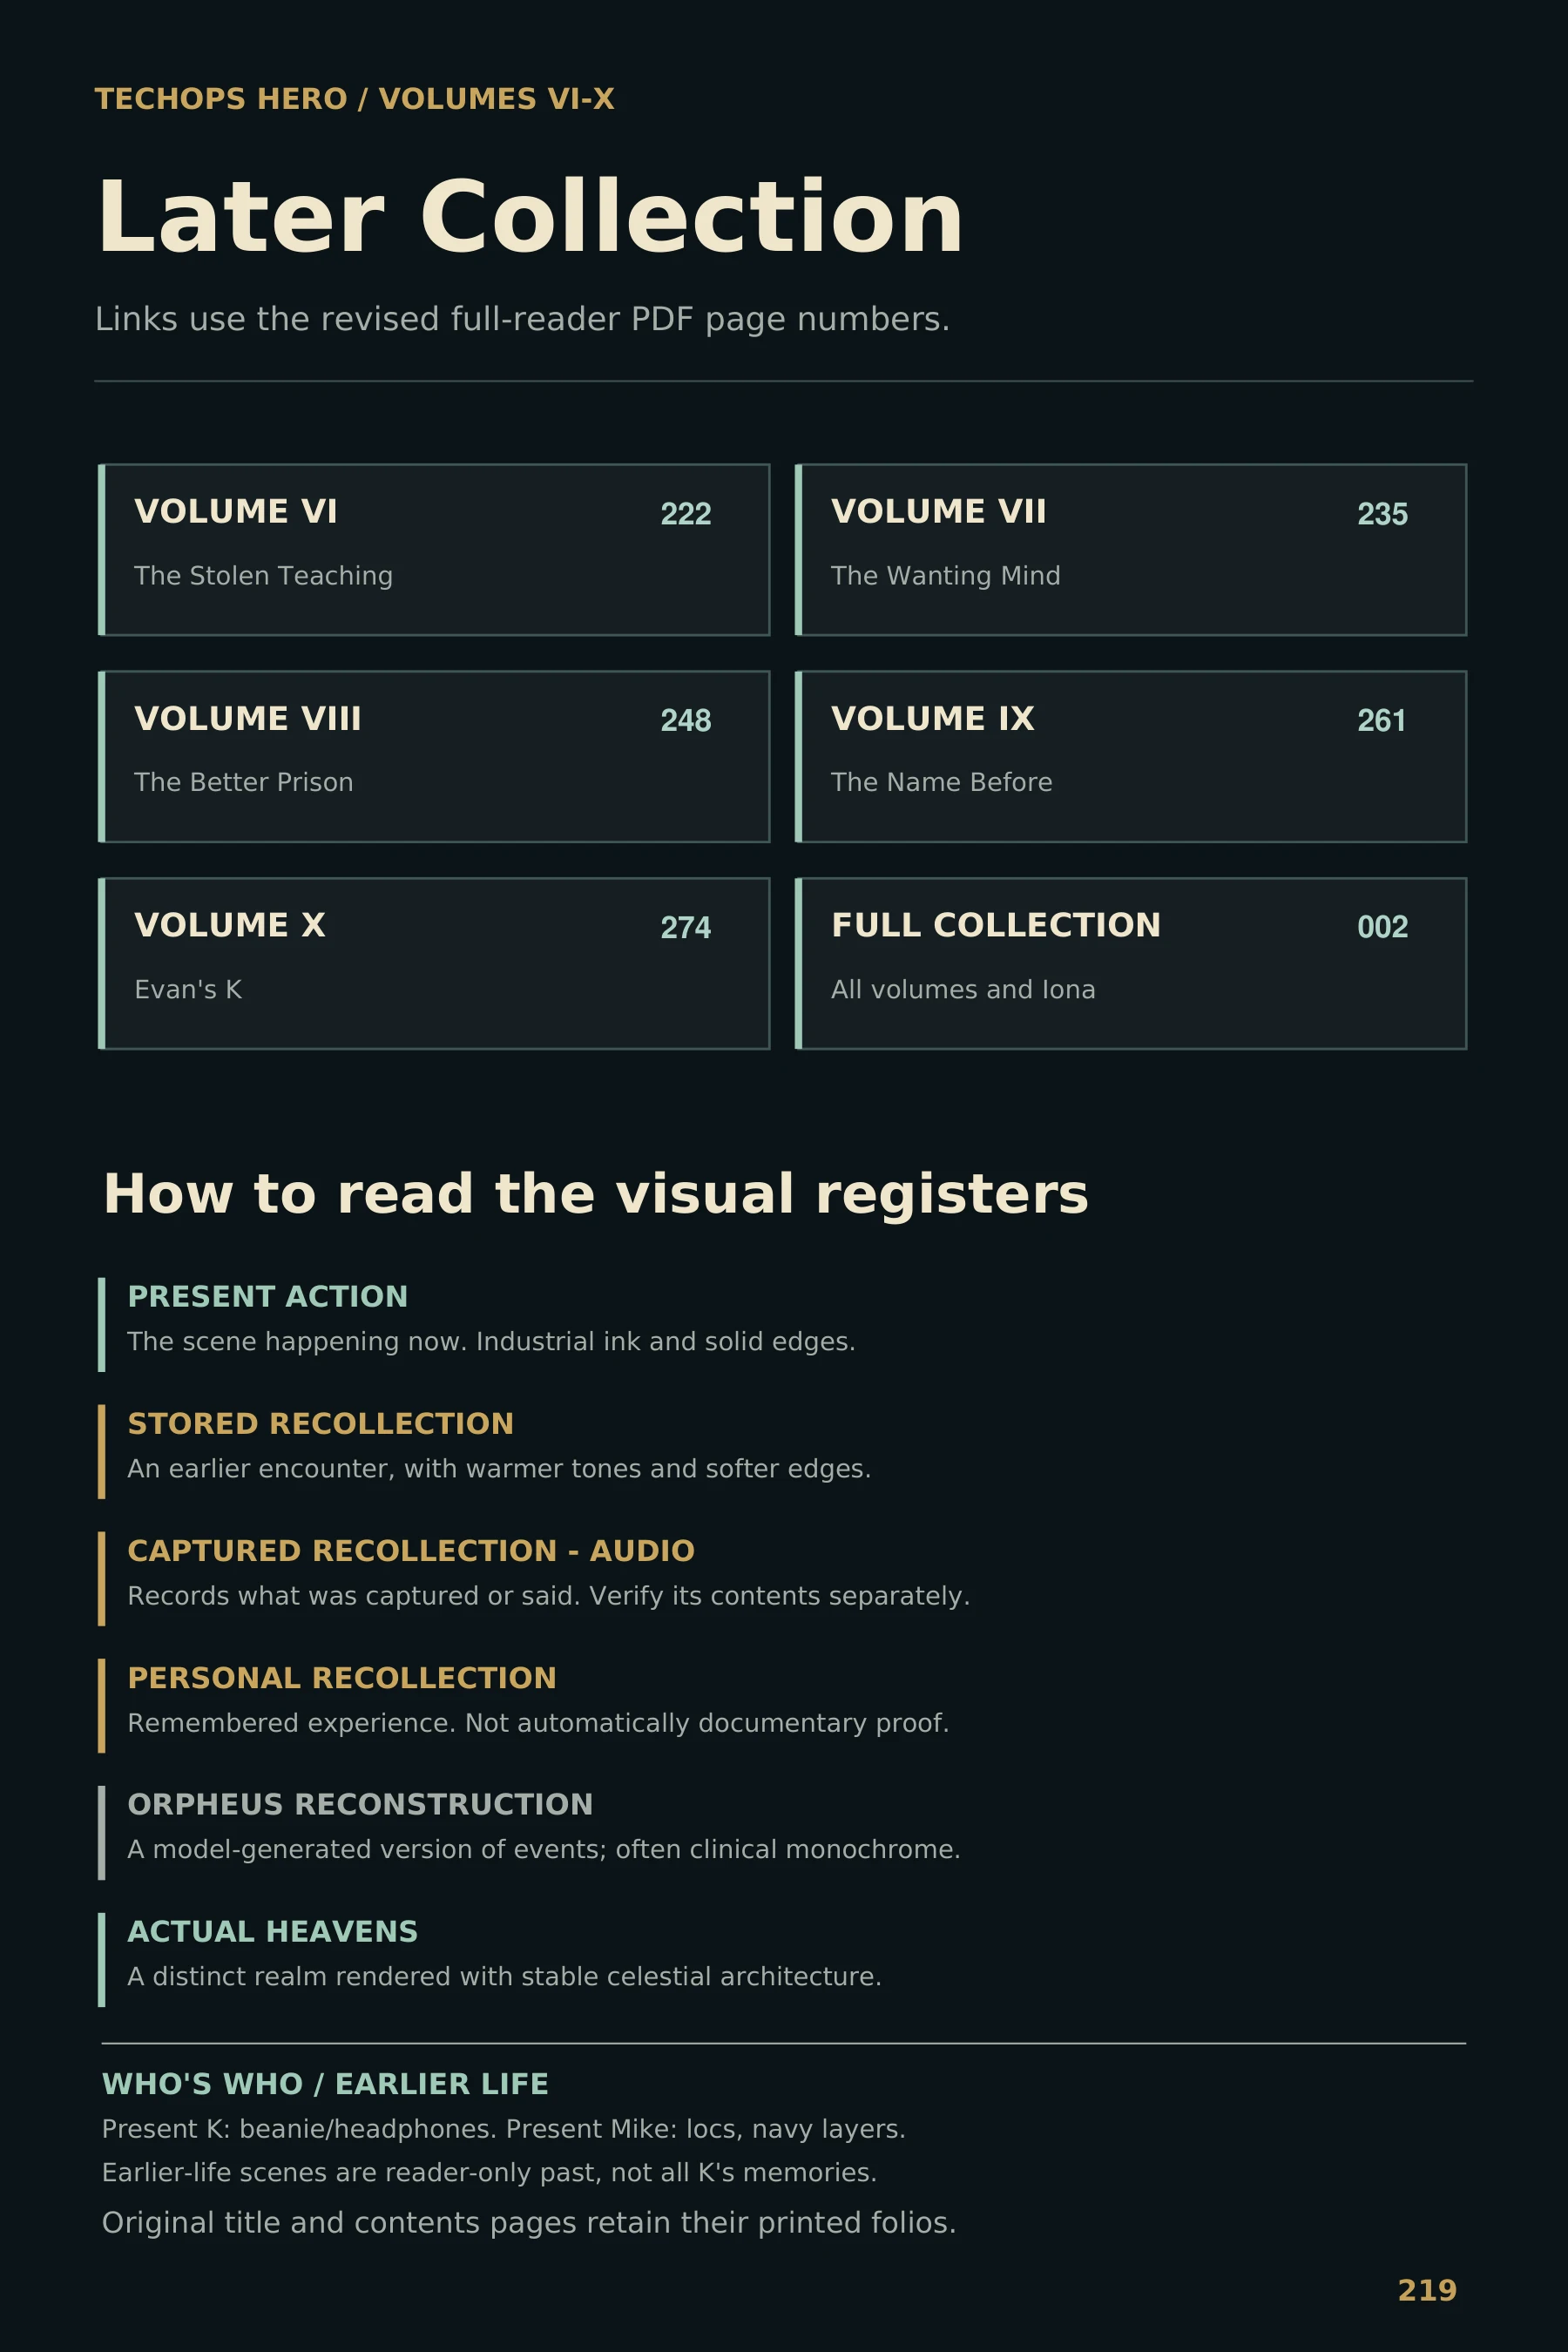 TECHOPS HERO / VOLUMES VI-X
Later Collection
Links use the revised full-reader PDF page numbers.
VOLUME VI 222
The Stolen Teaching
VOLUME VII 235
The Wanting Mind
VOLUME VIII 248
The Better Prison
VOLUME IX 261
The Name Before
VOLUME X 274
Evan's K
FULL COLLECTION 002
All volumes and Iona
How to read the visual registers
PRESENT ACTION
The scene happening now. Industrial ink and solid edges.
STORED RECOLLECTION
An earlier encounter, with warmer tones and softer edges.
CAPTURED RECOLLECTION - AUDIO
Records what was captured or said. Verify its contents separately.
PERSONAL RECOLLECTION
Remembered experience. Not automatically documentary proof.
ORPHEUS RECONSTRUCTION
A model-generated version of events; often clinical monochrome.
ACTUAL HEAVENS
A distinct realm rendered with stable celestial architecture.
WHO'S WHO / EARLIER LIFE
Present K: beanie/headphones. Present Mike: locs, navy layers.
Earlier-life scenes are reader-only past, not all K's memories.
Original title and contents pages retain their printed folios.
219